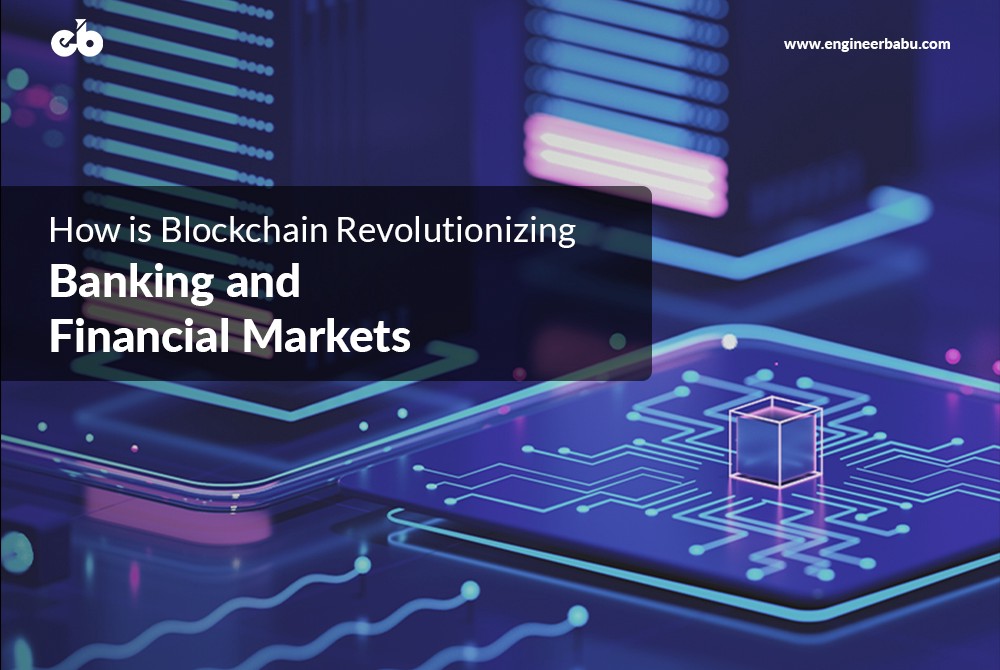 eb
www.engineerbabu.com
How is Blockchain Revolutionizing
Banking and
Financial Markets